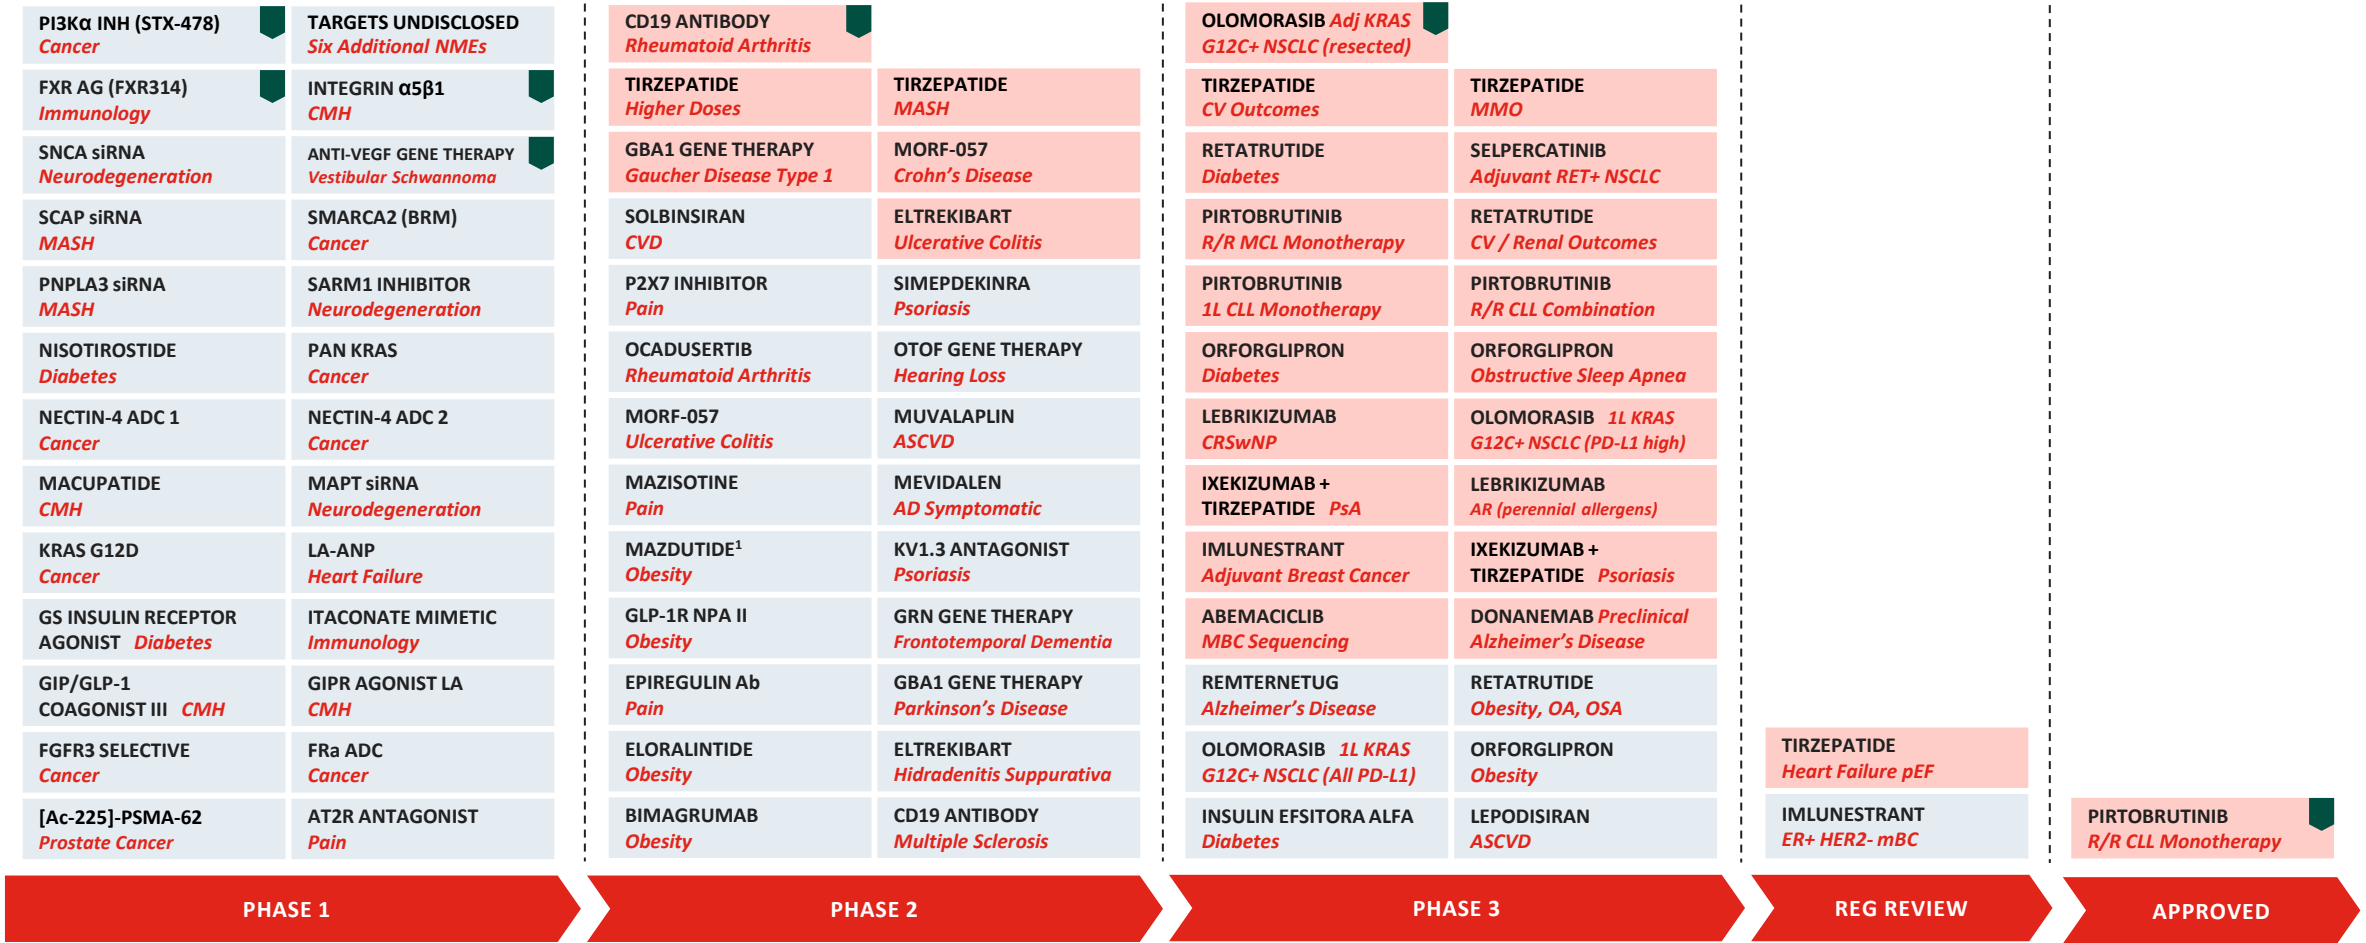 PI3Kα INH (STX-478)
Cancer
TARGETS UNDISCLOSED
Six Additional NMEs
FXR AG (FXR314)
Immunology
INTEGRIN α5β1
CMH
SNCA siRNA
Neurodegeneration
ANTI-VEGF GENE THERAPY
Vestibular Schwannoma
SCAP siRNA
MASH
SMARCA2 (BRM)
Cancer
PNPLA3 siRNA
MASH
SARM1 INHIBITOR
Neurodegeneration
NISOTIROSTIDE
Diabetes
PAN KRAS
Cancer
NECTIN-4 ADC 1
Cancer
NECTIN-4 ADC 2
Cancer
MACUPATIDE
CMH
MAPT siRNA
Neurodegeneration
KRAS G12D
Cancer
LA-ANP
Heart Failure
GS INSULIN RECEPTOR
AGONIST Diabetes
ITACONATE MIMETIC
Immunology
GIP/GLP-1
COAGONIST III CMH
GIPR AGONIST LA
CMH
FGFR3 SELECTIVE
Cancer
FRa ADC
Cancer
[Ac-225]-PSMA-62
Prostate Cancer
AT2R ANTAGONIST
Pain
PHASE 1
CD19 ANTIBODY
Rheumatoid Arthritis
TIRZEPATIDE
Higher Doses
TIRZEPATIDE
MASH
GBA1 GENE THERAPY
Gaucher Disease Type 1
MORF-057
Crohn's Disease
SOLBINSIRAN
CVD
ELTREKIBART
Ulcerative Colitis
P2X7 INHIBITOR
Pain
SIMEPDEKINRA
Psoriasis
OCADUSERTIB
Rheumatoid Arthritis
OTOF GENE THERAPY
Hearing Loss
MORF-057
Ulcerative Colitis
MUVALAPLIN
ASCVD
MAZISOTINE
Pain
MEVIDALEN
AD Symptomatic
MAZDUTIDE¹
Obesity
KV1.3 ANTAGONIST
Psoriasis
GLP-1R NPA II
Obesity
GRN GENE THERAPY
Frontotemporal Dementia
EPIREGULIN Ab
Pain
GBA1 GENE THERAPY
Parkinson's Disease
ELORALINTIDE
Obesity
ELTREKIBART
Hidradenitis Suppurativa
BIMAGRUMAB
Obesity
CD19 ANTIBODY
Multiple Sclerosis
PHASE 2
OLOMORASIB Adj KRAS
G12C+ NSCLC (resected)
TIRZEPATIDE
CV Outcomes
TIRZEPATIDE
MMO
RETATRUTIDE
Diabetes
SELPERCATINIB
Adjuvant RET+ NSCLC
PIRTOBRUTINIB
R/R MCL Monotherapy
RETATRUTIDE
CV / Renal Outcomes
PIRTOBRUTINIB
1L CLL Monotherapy
PIRTOBRUTINIB
R/R CLL Combination
ORFORGLIPRON
Diabetes
ORFORGLIPRON
Obstructive Sleep Apnea
LEBRIKIZUMAB
CRSwNP
OLOMORASIB 1L KRAS
G12C+ NSCLC (PD-L1 high)
IXEKIZUMAB +
TIRZEPATIDE PsA
LEBRIKIZUMAB
AR (perennial allergens)
IMLUNESTRANT
Adjuvant Breast Cancer
IXEKIZUMAB +
TIRZEPATIDE Psoriasis
ABEMACICLIB
MBC Sequencing
DONANEMAB Preclinical
Alzheimer's Disease
REMTERNETUG
Alzheimer's Disease
RETATRUTIDE
Obesity, OA, OSA
OLOMORASIB 1L KRAS
G12C+ NSCLC (All PD-L1)
ORFORGLIPRON
Obesity
INSULIN EFSITORA ALFA
Diabetes
LEPODISIRAN
ASCVD
PHASE 3
TIRZEPATIDE
Heart Failure pEF
IMLUNESTRANT
ER+ HER2- mBC
REG REVIEW
PIRTOBRUTINIB
R/R CLL Monotherapy
APPROVED